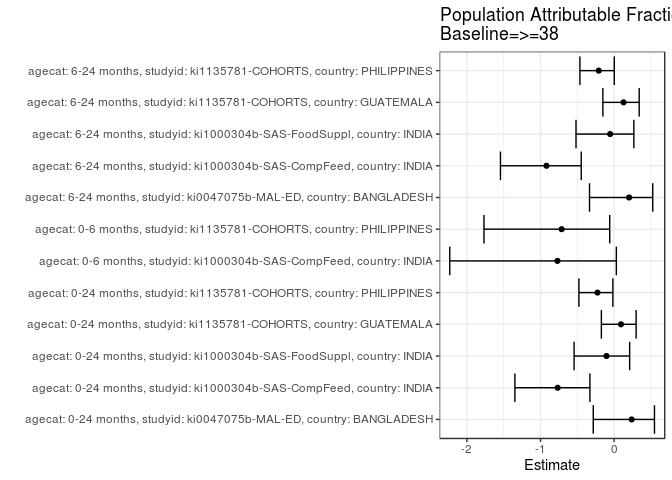 Population Attributable Fracti
Baseline=>=38
agecat: 6-24 months, studyid: ki1135781-COHORTS, country: PHILIPPINES
agecat: 6-24 months, studyid: ki1135781-COHORTS, country: GUATEMALA
agecat: 6-24 months, studyid: ki1000304b-SAS-FoodSuppl, country: INDIA
agecat: 6-24 months, studyid: ki1000304b-SAS-CompFeed, country: INDIA
agecat: 6-24 months, studyid: ki0047075b-MAL-ED, country: BANGLADESH
agecat: 0-6 months, studyid: ki1135781-COHORTS, country: PHILIPPINES
agecat: 0-6 months, studyid: ki1000304b-SAS-CompFeed, country: INDIA
agecat: 0-24 months, studyid: ki1135781-COHORTS, country: PHILIPPINES
agecat: 0-24 months, studyid: ki1135781-COHORTS, country: GUATEMALA
agecat: 0-24 months, studyid: ki1000304b-SAS-FoodSuppl, country: INDIA
agecat: 0-24 months, studyid: ki1000304b-SAS-CompFeed, country: INDIA
agecat: 0-24 months, studyid: ki0047075b-MAL-ED, country: BANGLADESH
-2 -1 0
Estimate